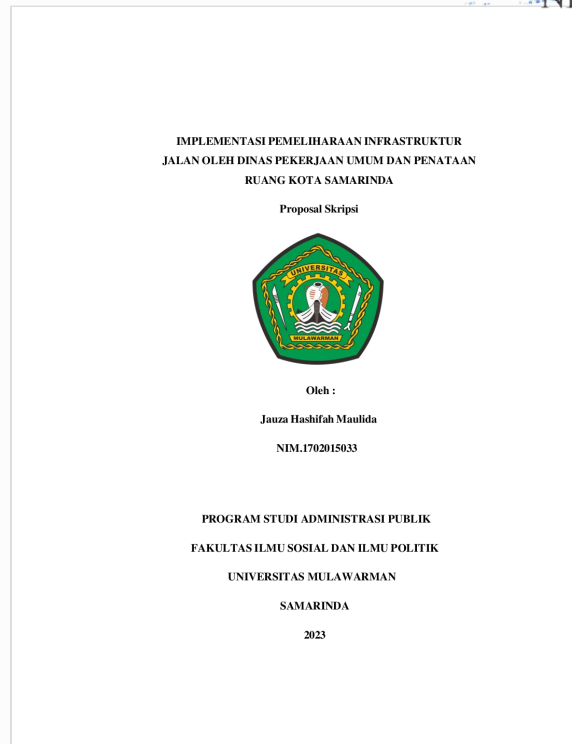 IMPLEMENTASI PEMELIHARAAN INFRASTRUKTUR
JALAN OLEH DINAS PEKERJAAN UMUM DAN PENATAAN
RUANG KOTA SAMARINDA
Proposal Skripsi
UNIVERSITAS
MULAWARMAN
Oleh :
Jauza Hashifah Maulida
NIM.1702015033
PROGRAM STUDI ADMINISTRASI PUBLIK
FAKULTAS ILMU SOSIAL DAN ILMU POLITIK
UNIVERSITAS MULAWARMAN
SAMARINDA
2023